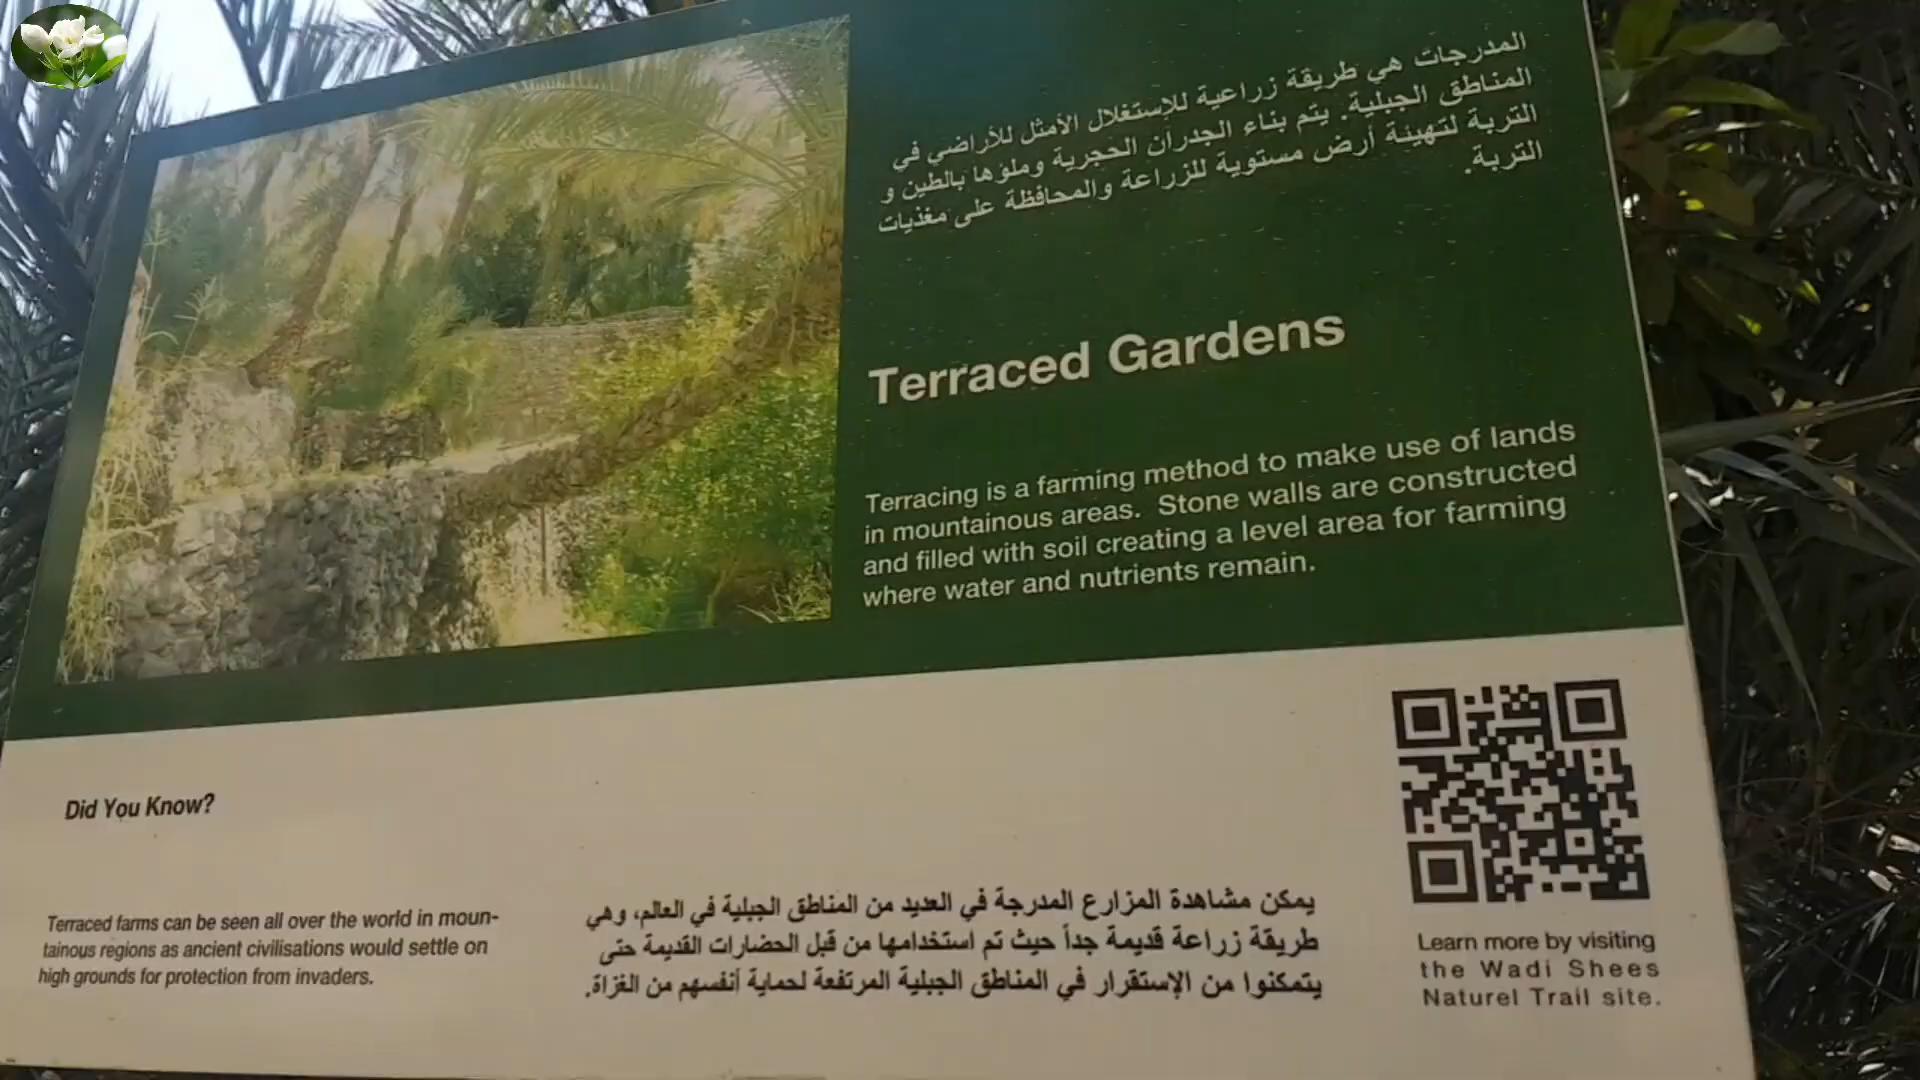 المدرجات هي طريقة زراعية للإستغلال الأمثل للأراضي في
المناطق الجبلية. يتم بناء الجدران الحجرية وملؤها بالطين و
التربة لتهيئة أرض مستوية للزراعة والمحافظة على مغذيات
التربة.
Terraced Gardens
Terracing is a farming method to make use of lands
in mountainous areas. Stone walls are constructed
and filled with soil creating a level area for farming
where water and nutrients remain.
Did You Know?
Terraced farms can be seen all over the world in moun-
tainous regions as ancient civilisations would settle on
high grounds for protection from invaders.
يمكن مشاهدة المزارع المدرجة في العديد من المناطق الجبلية في العالم، وهي
طريقة زراعة قديمة جداً حيث تم استخدامها من قبل الحضارات القديمة حتى
يتمكنوا من الإستقرار في المناطق الجبلية المرتفعة لحماية أنفسهم من الغزاة.
Learn more by visiting
the Wadi Shees
Naturel Trail site.